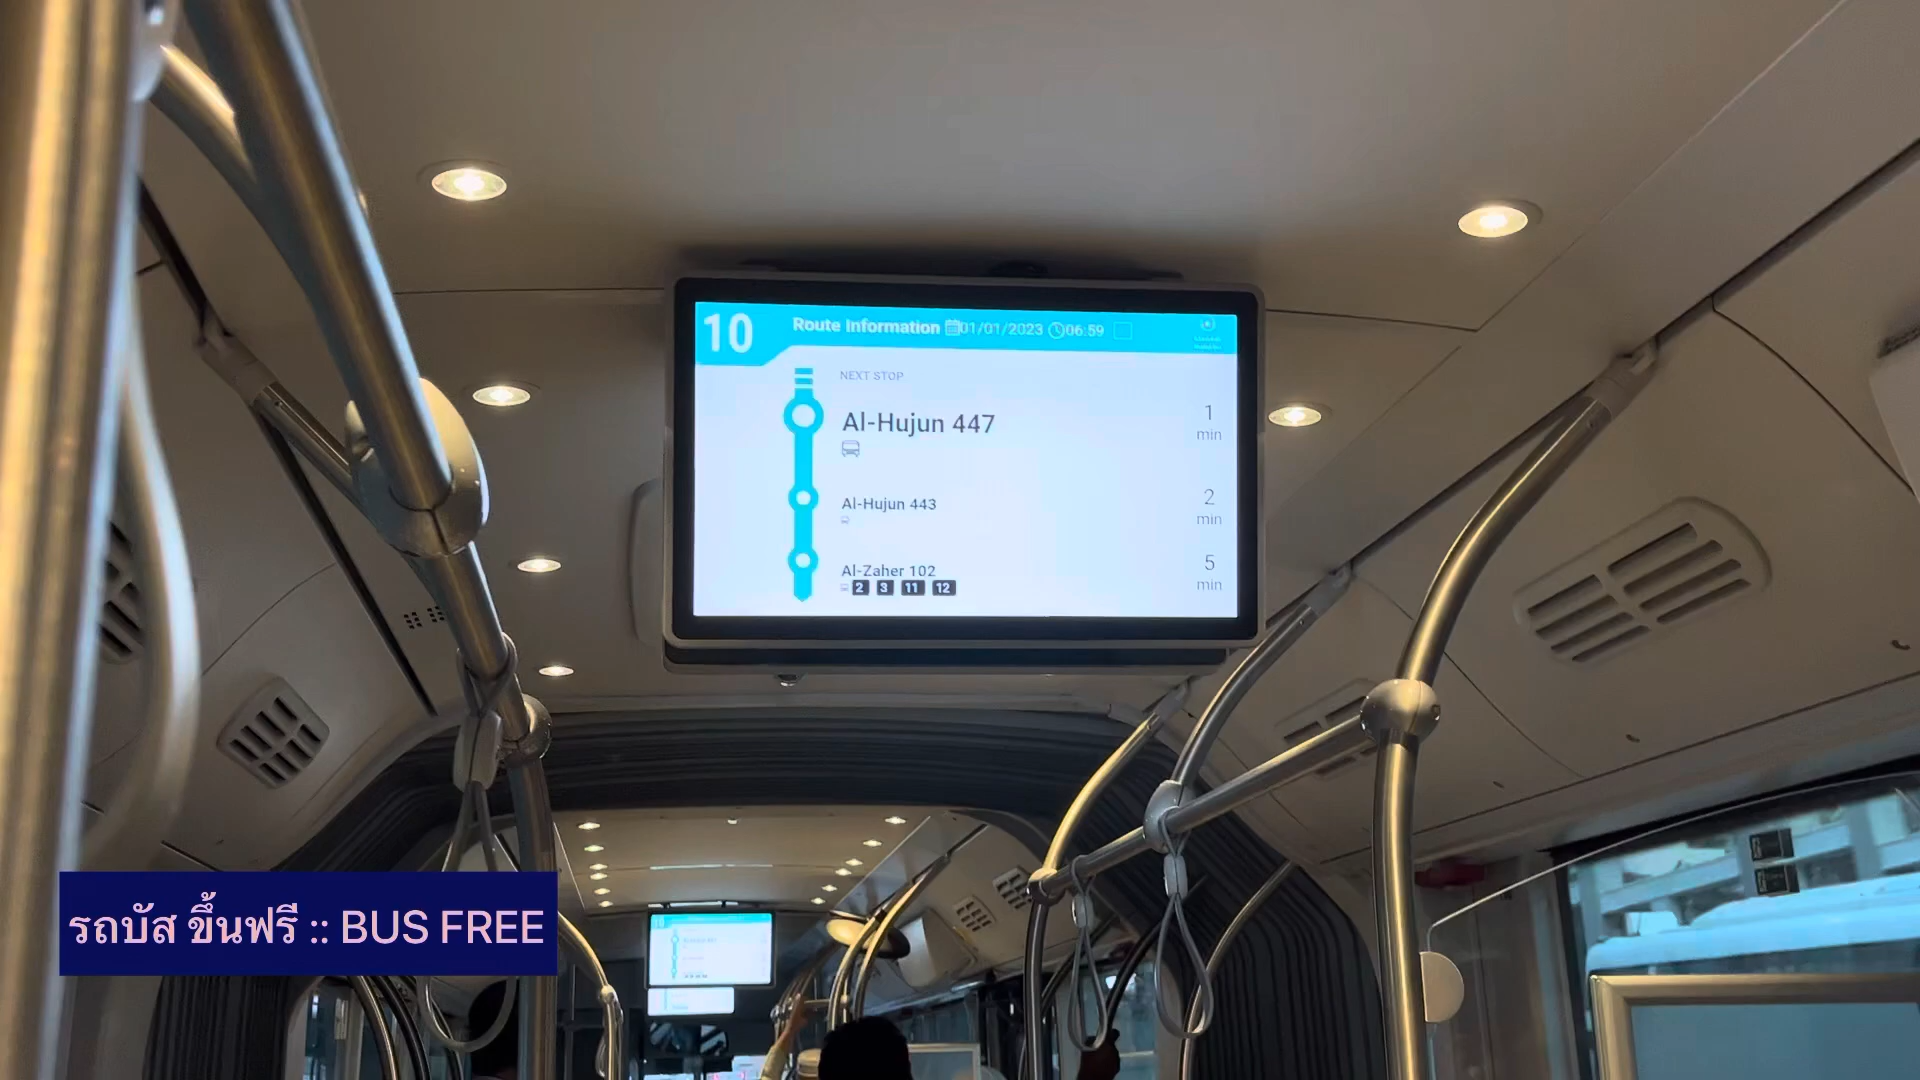 10
Route Information 01/01/2023 06:59
NEXT STOP
Al-Hujun 447
1
min
Al-Hujun 443
2
min
Al-Zaher 102
2 3 11 12
5
min
รถบัส ขึ้นฟรี :: BUS FREE